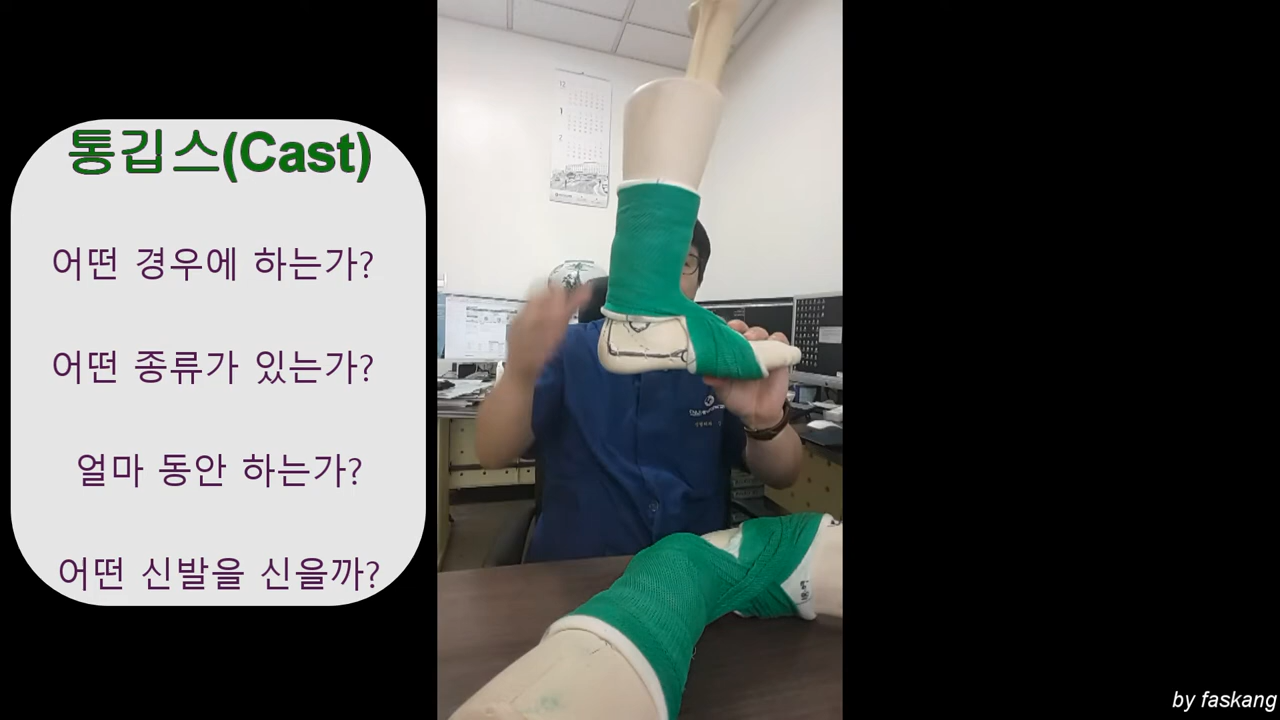 통깁스(Cast)
어떤 경우에 하는가?
어떤 종류가 있는가?
얼마 동안 하는가?
어떤 신발을 신을까?
by faskang